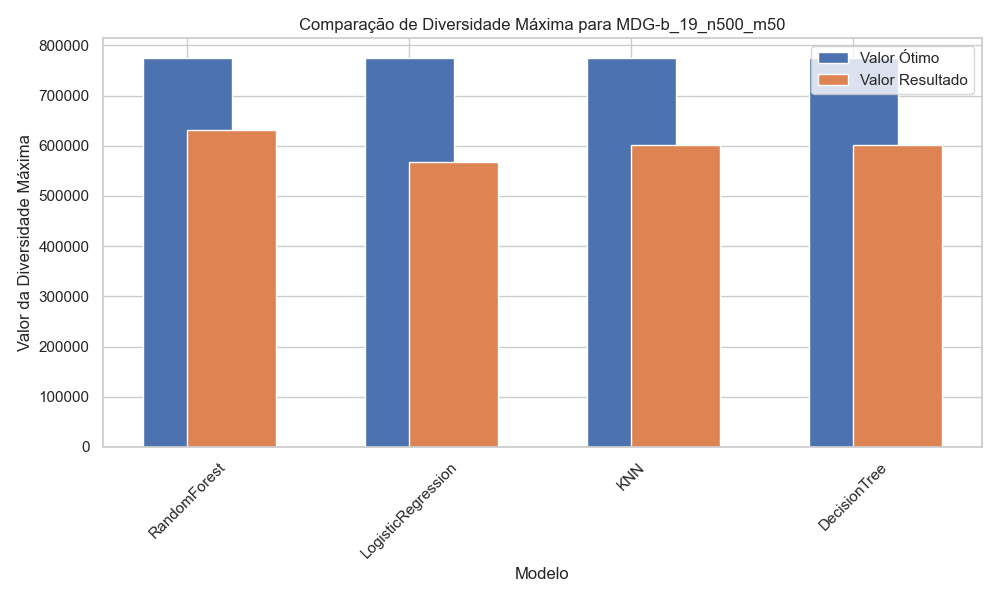 Comparação de Diversidade Máxima para MDG-b_19_n500_m50
Valor Ótimo
Valor Resultado
Valor da Diversidade Máxima
800000
700000
600000
500000
400000
300000
200000
100000
0
RandomForest
LogisticRegression
KNN
DecisionTree
Modelo